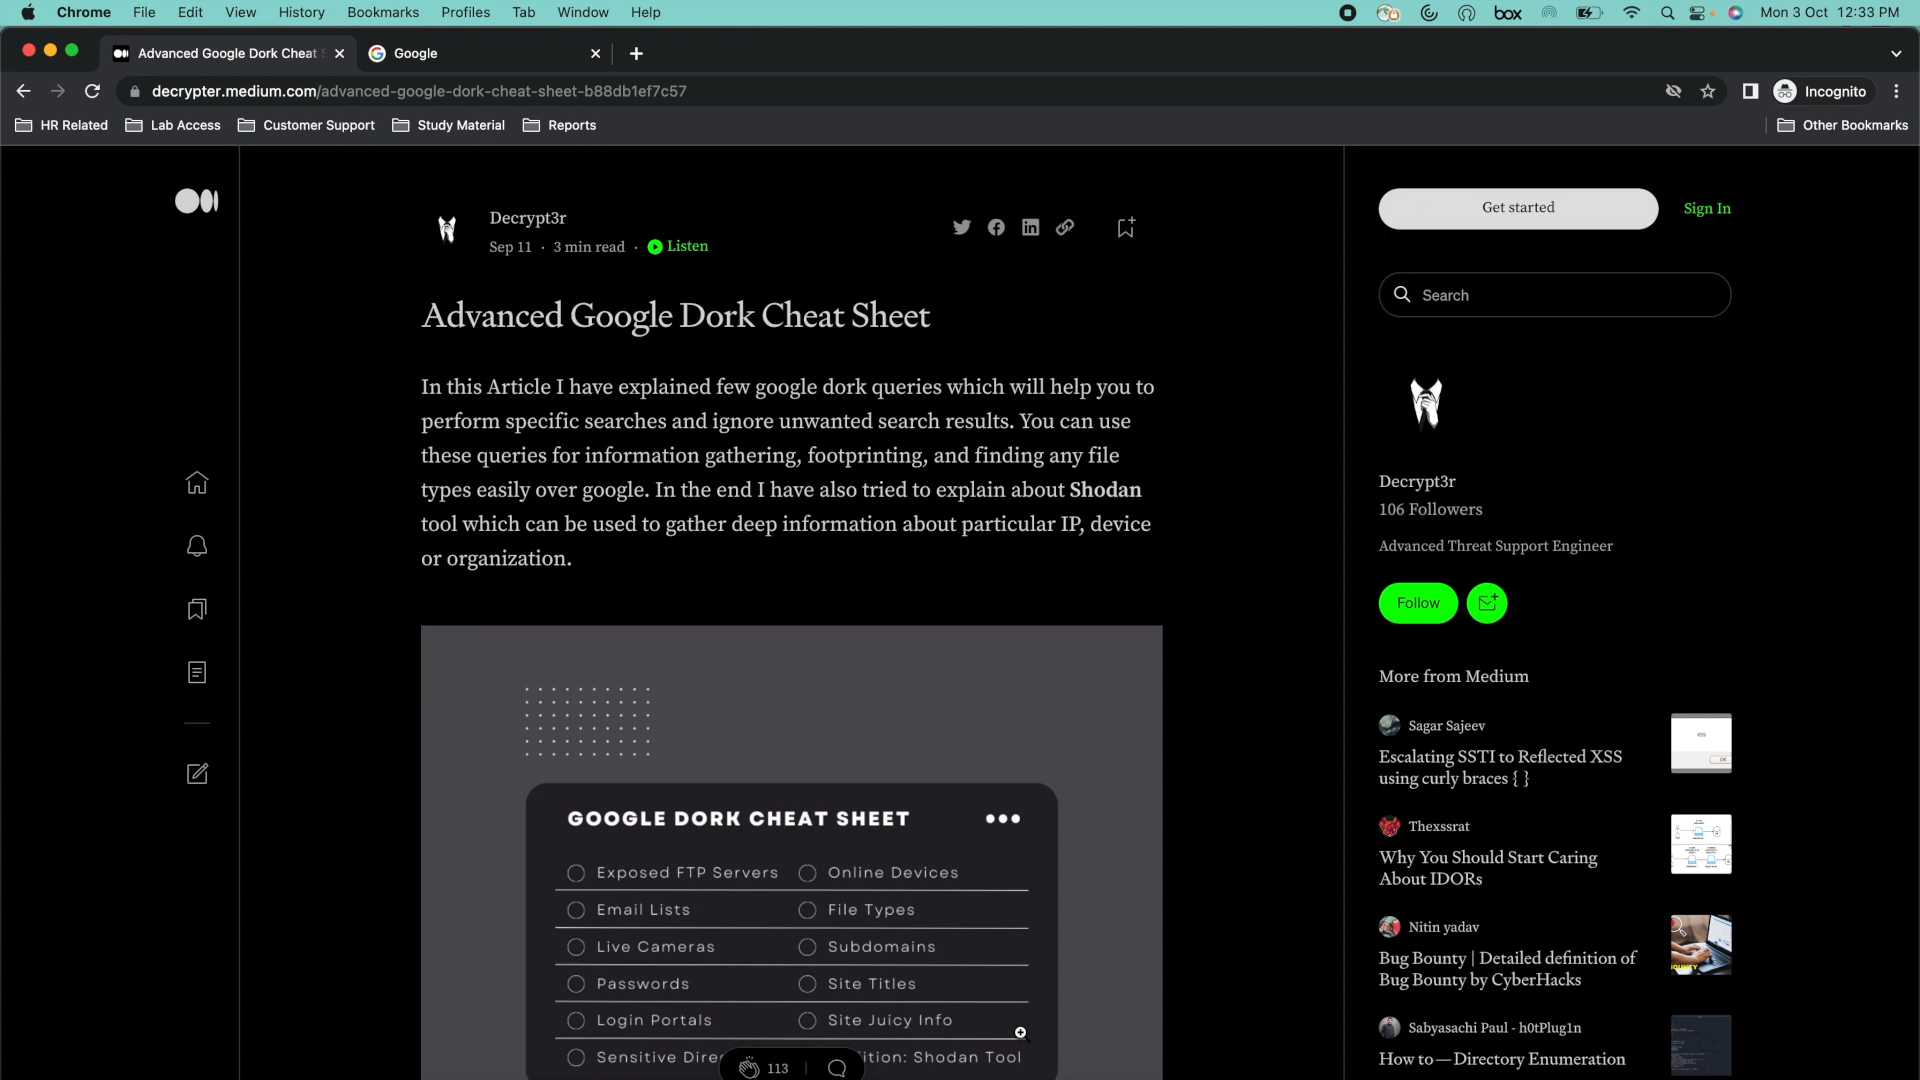 Chrome File Edit View History Bookmarks Profiles Tab Window Help
box
Mon 3 Oct 12:33 PM
Advanced Google Dork Cheat
Google
decrypter.medium.com/advanced-google-dork-cheat-sheet-b88db1ef7c57
Incognito
HR Related Lab Access Customer Support Study Material Reports
Other Bookmarks
Decrypt3r
Sep 11 · 3 min read · Listen
Advanced Google Dork Cheat Sheet
In this Article I have explained few google dork queries which will help you to
perform specific searches and ignore unwanted search results. You can use
these queries for information gathering, footprinting, and finding any file
types easily over google. In the end I have also tried to explain about Shodan
tool which can be used to gather deep information about particular IP, device
or organization.
GOOGLE DORK CHEAT SHEET
Exposed FTP Servers Online Devices
Email Lists File Types
Live Cameras Subdomains
Passwords Site Titles
Login Portals Site Juicy Info
Sensitive Dire
ition: Shodan Tool
113
Get started
Sign In
Search
Decrypt3r
106 Followers
Advanced Threat Support Engineer
Follow
More from Medium
Sagar Sajeev
Escalating SSTI to Reflected XSS
using curly braces { }
XSS
OK
Thexssrat
Why You Should Start Caring
About IDORs
Nitin yadav
Bug Bounty | Detailed definition of
Bug Bounty by CyberHacks
BOUNTY
Sabyasachi Paul - h0tPlug1n
How to — Directory Enumeration